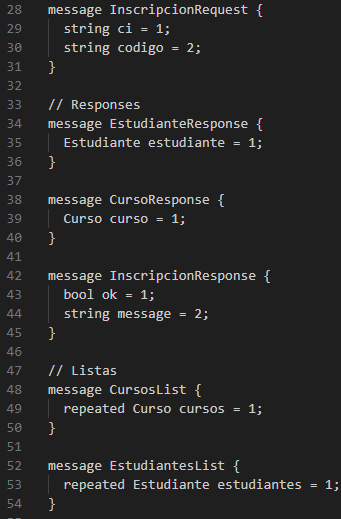 28 message InscripcionRequest {
29   string ci = 1;
30   string codigo = 2;
31 }
32
33 // Responses
34 message EstudianteResponse {
35   Estudiante estudiante = 1;
36 }
37
38 message CursoResponse {
39   Curso curso = 1;
40 }
41
42 message InscripcionResponse {
43   bool ok = 1;
44   string message = 2;
45 }
46
47 // Listas
48 message CursosList {
49   repeated Curso cursos = 1;
50 }
51
52 message EstudiantesList {
53   repeated Estudiante estudiantes = 1;
54 }